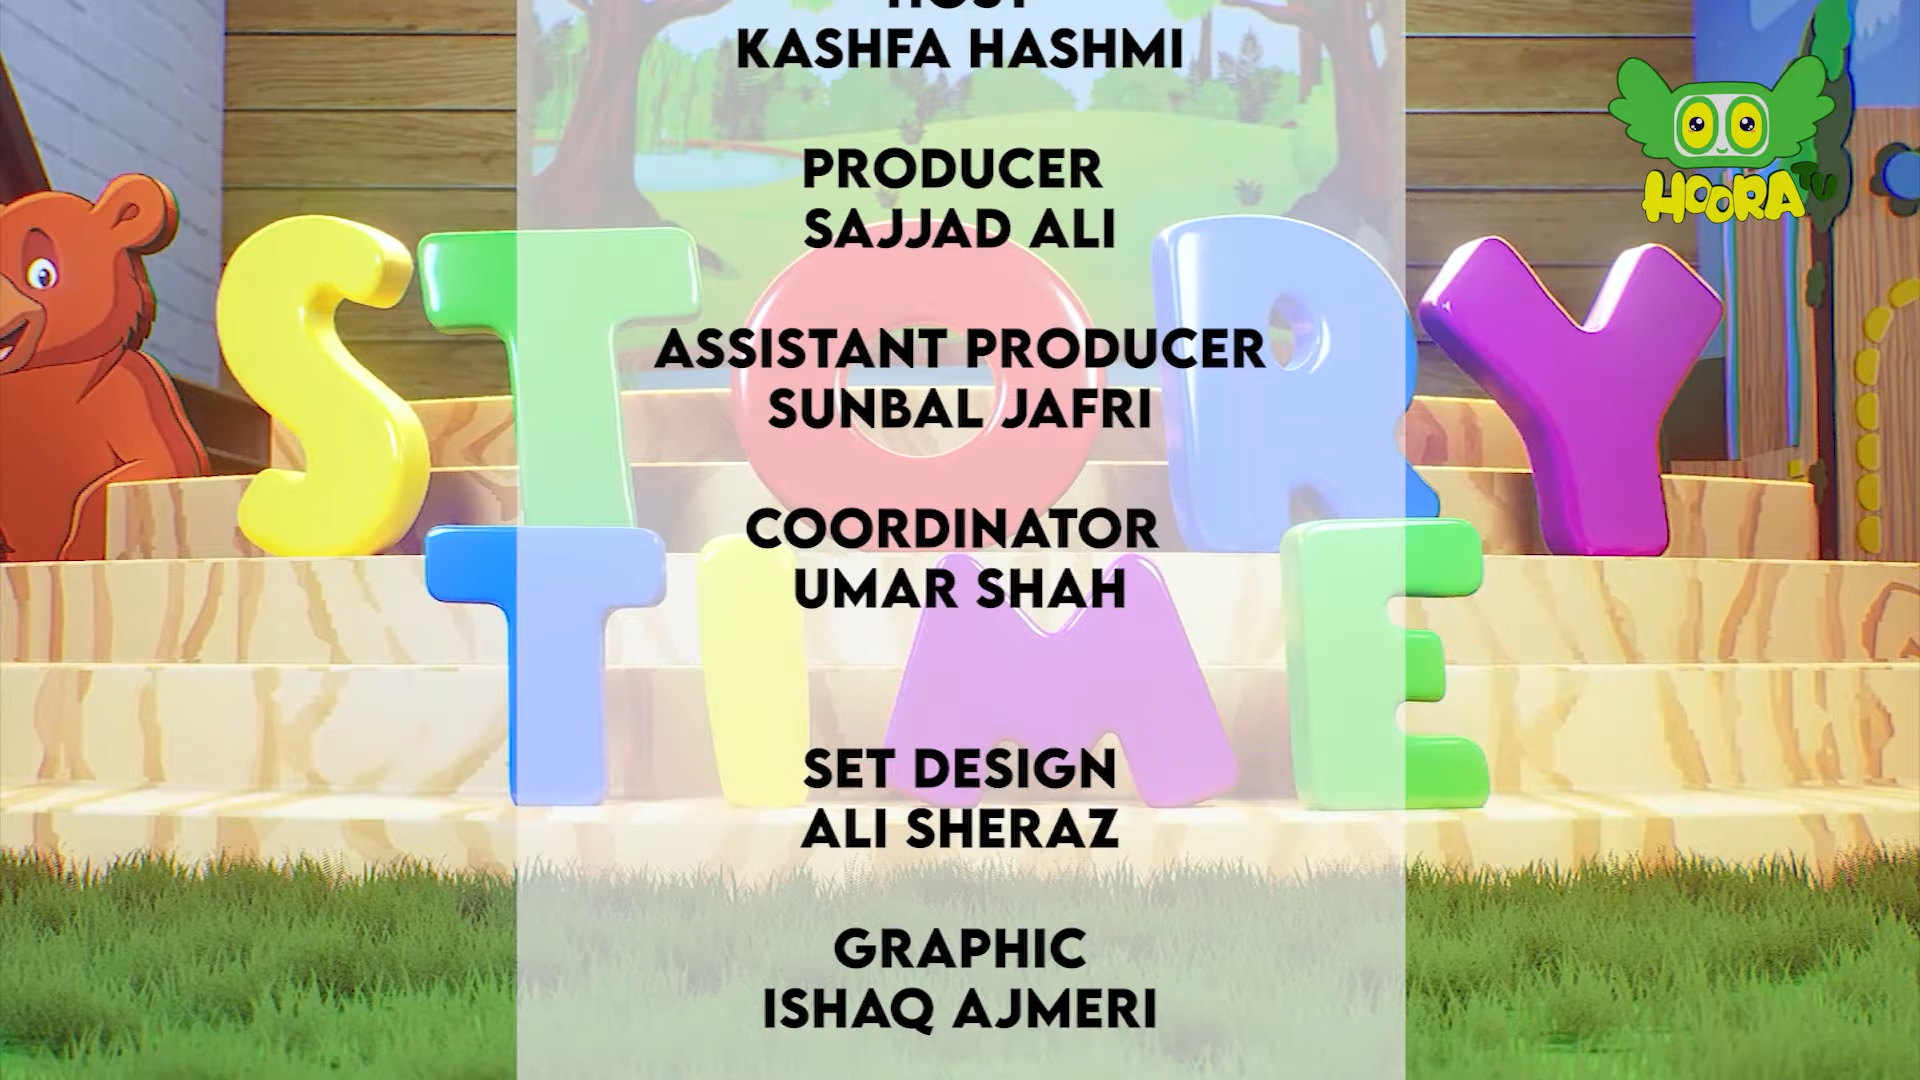 HOST
KASHFA HASHMI
PRODUCER
SAJJAD ALI
ASSISTANT PRODUCER
SUNBAL JAFRI
COORDINATOR
UMAR SHAH
SET DESIGN
ALI SHERAZ
GRAPHIC
ISHAQ AJMERI
STORY
TIME
HOORA TV